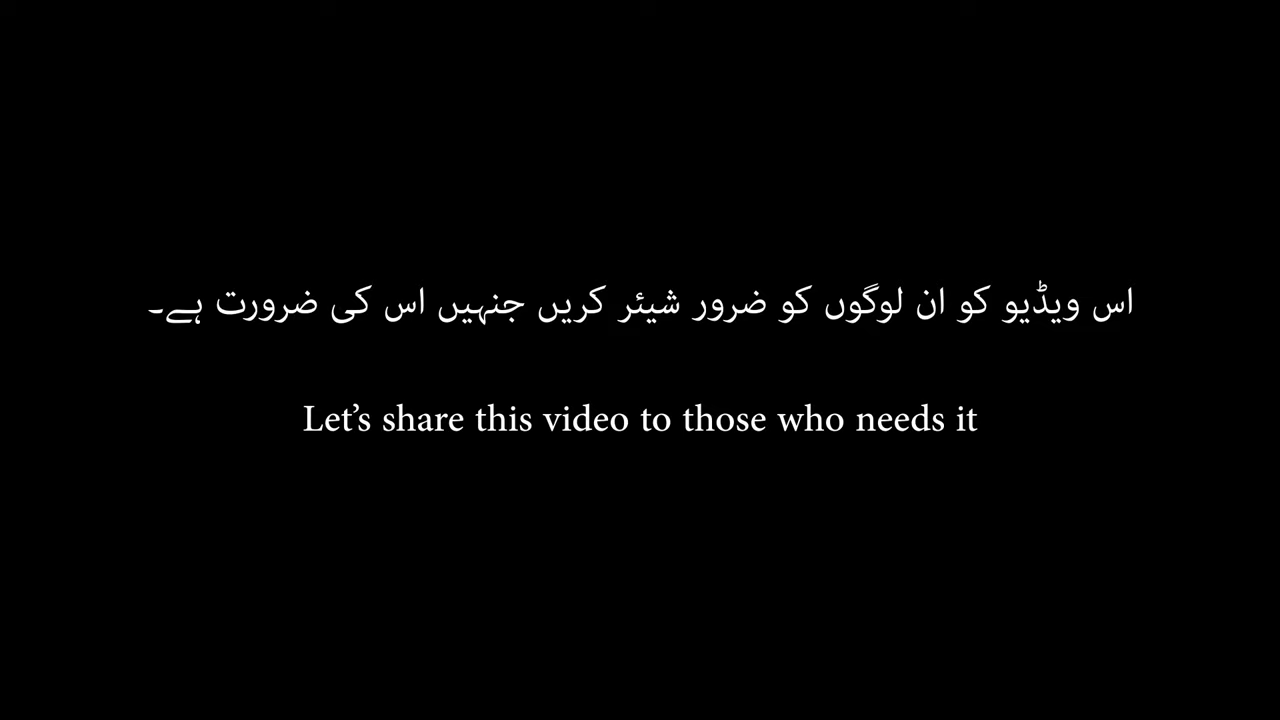 اس ویڈیو کو ان لوگوں کو ضرور شیئر کریں جنہیں اس کی ضرورت ہے۔
Let’s share this video to those who needs it